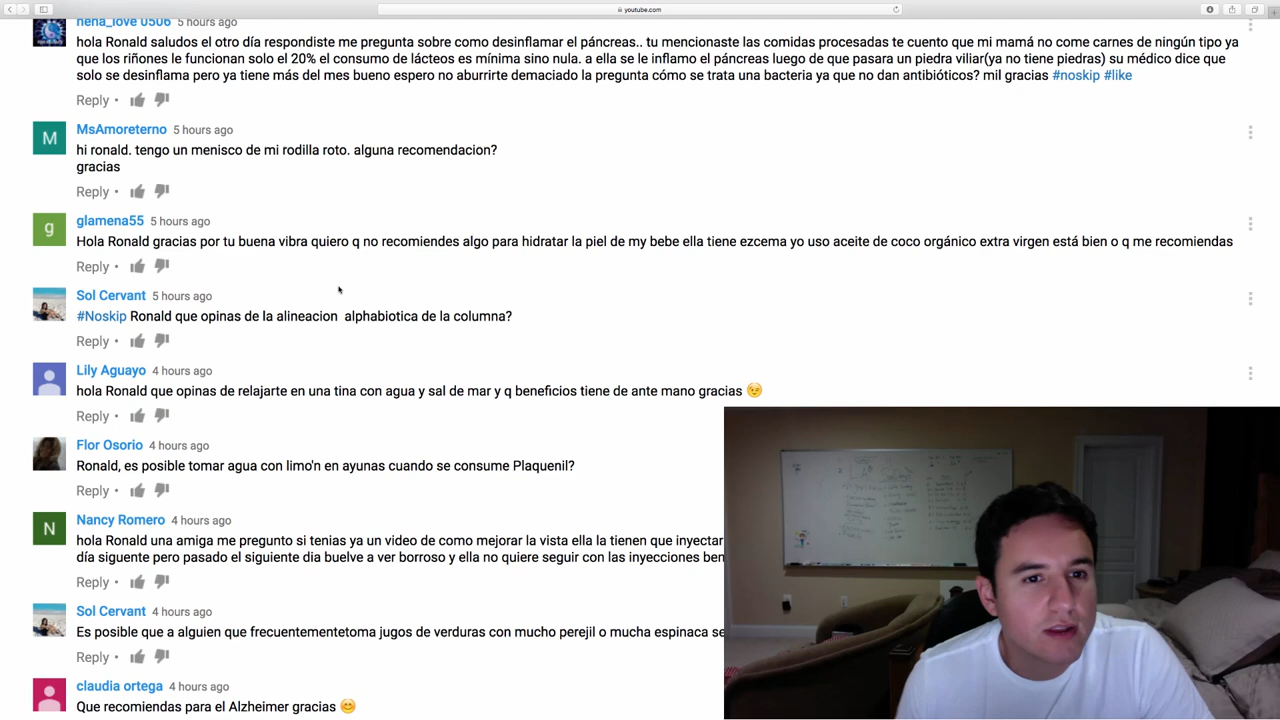 youtube.com
nena_love 0506 5 hours ago
hola Ronald saludos el otro día respondiste me pregunta sobre como desinflamar el páncreas.. tu mencionaste las comidas procesadas te cuento que mi mamá no come carnes de ningún tipo ya
que los riñones le funcionan solo el 20% el consumo de lácteos es mínima sino nula. a ella se le inflamo el páncreas luego de que pasara un piedra viliar(ya no tiene piedras) su médico dice que
solo se desinflama pero ya tiene más del mes bueno espero no aburrirte demaciado la pregunta cómo se trata una bacteria ya que no dan antibióticos? mil gracias #noskip #like
Reply •
M
MsAmoreterno 5 hours ago
hi ronald. tengo un menisco de mi rodilla roto. alguna recomendacion?
gracias
Reply •
g
glamena55 5 hours ago
Hola Ronald gracias por tu buena vibra quiero q no recomiendes algo para hidratar la piel de my bebe ella tiene ezcema yo uso aceite de coco orgánico extra virgen está bien o q me recomiendas
Reply •
Sol Cervant 5 hours ago
#Noskip Ronald que opinas de la alineacion alphabiotica de la columna?
Reply •
Lily Aguayo 4 hours ago
hola Ronald que opinas de relajarte en una tina con agua y sal de mar y q beneficios tiene de ante mano gracias 😉
Reply •
Flor Osorio 4 hours ago
Ronald, es posible tomar agua con limo'n en ayunas cuando se consume Plaquenil?
Reply •
N
Nancy Romero 4 hours ago
hola Ronald una amiga me pregunto si tenias ya un video de como mejorar la vista ella la tienen que inyectar
día siguente pero pasado el siguiente dia buelve a ver borroso y ella no quiere seguir con las inyecciones ben
Reply •
Sol Cervant 4 hours ago
Es posible que a alguien que frecuentementetoma jugos de verduras con mucho perejil o mucha espinaca se
Reply •
claudia ortega 4 hours ago
Que recomiendas para el Alzheimer gracias 😊